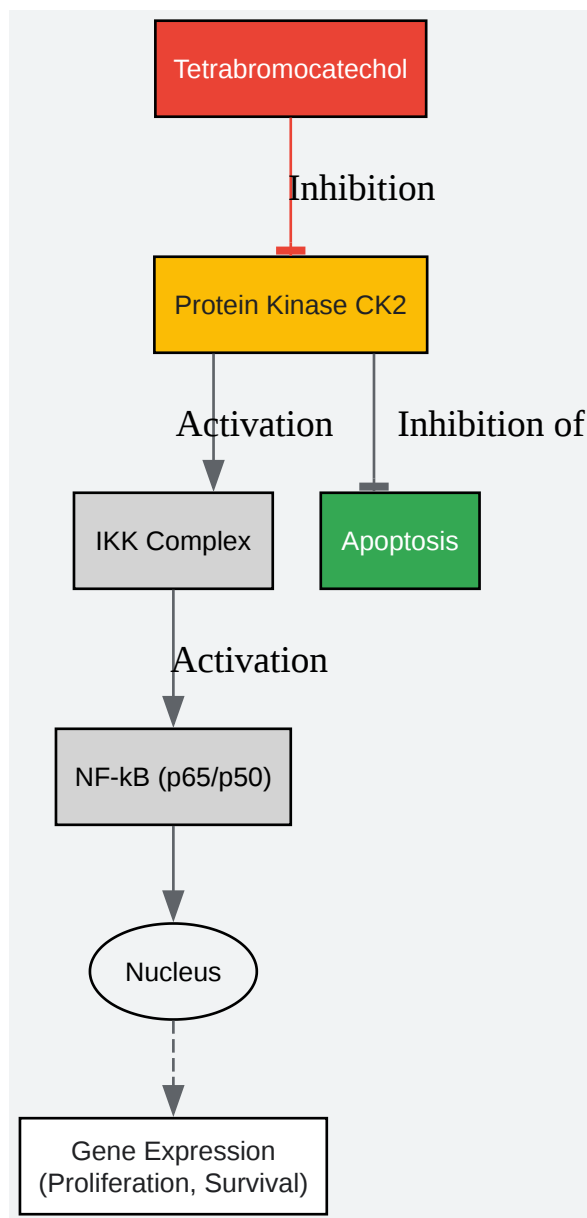 Tetrabromocatechol
Inhibition
Protein Kinase CK2
Activation
Inhibition of
IKK Complex
Apoptosis
Activation
NF-kB (p65/p50)
Nucleus
Gene Expression
(Proliferation, Survival)